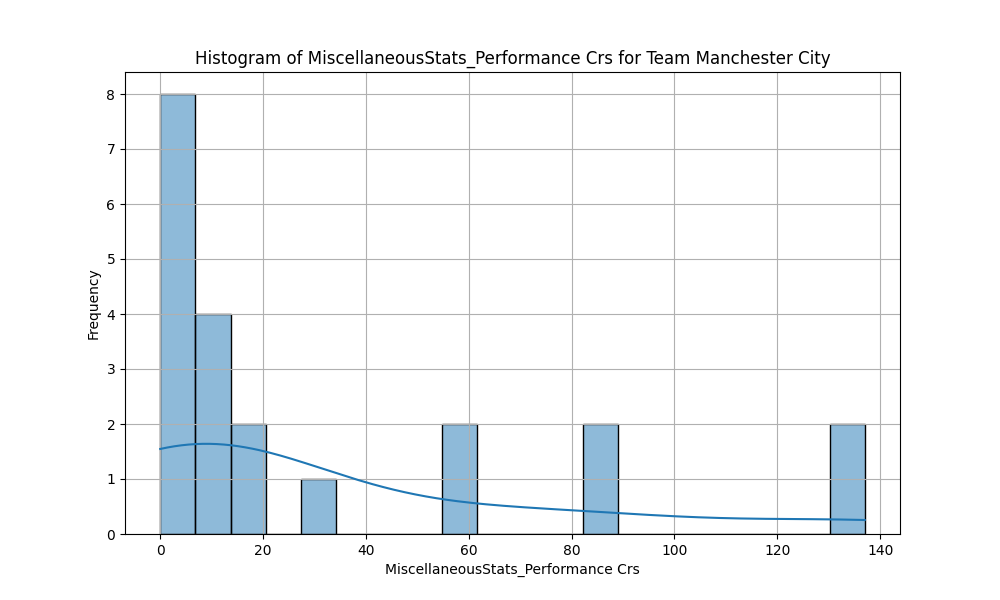 Histogram of MiscellaneousStats_Performance Crs for Team Manchester City
8
7
6
5
4
3
2
1
0
Frequency
0 20 40 60 80 100 120 140
MiscellaneousStats_Performance Crs